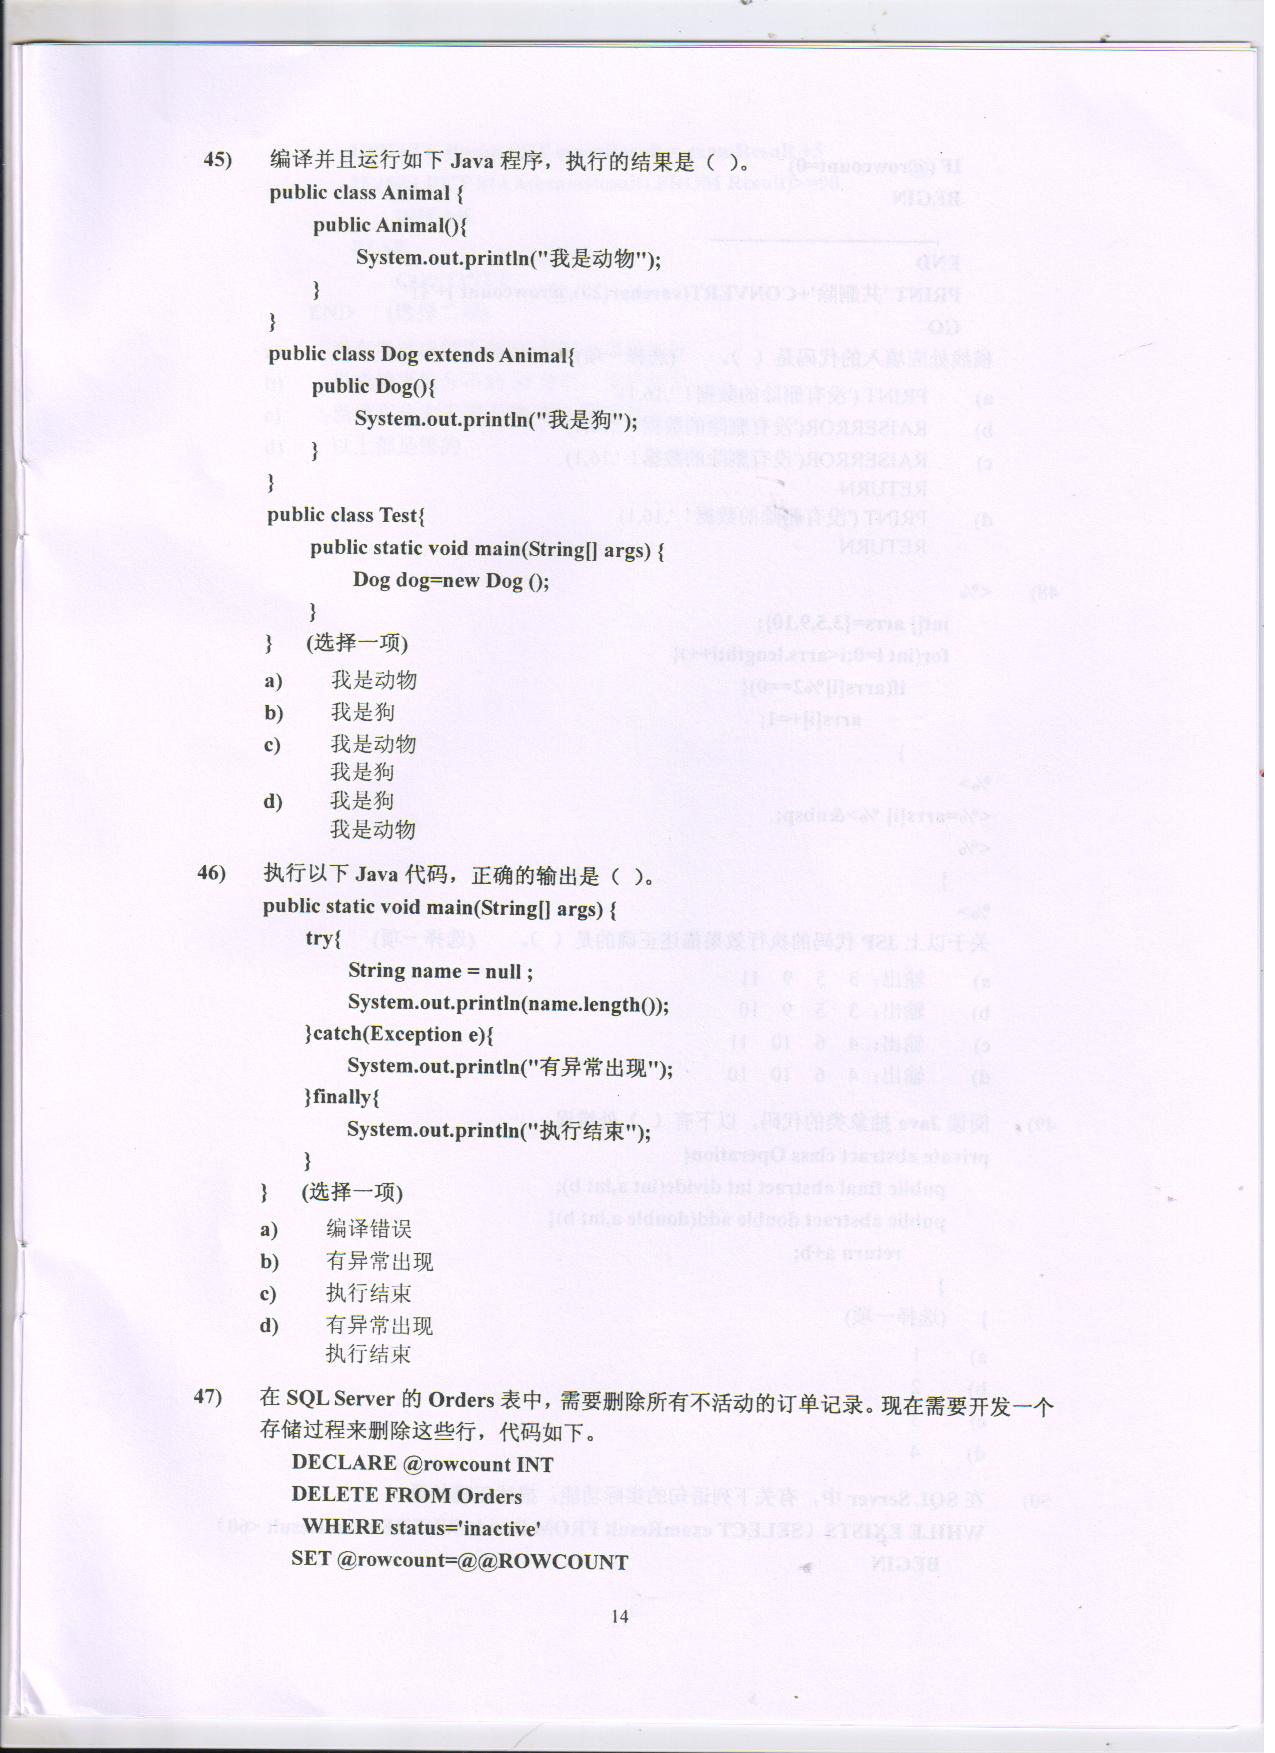 45) 编译并且运行如下 Java 程序，执行的结果是（ ）。
public class Animal {
public Animal(){
System.out.println("我是动物");
}
}
public class Dog extends Animal{
public Dog(){
System.out.println("我是狗");
}
}
public class Test{
public static void main(String[] args) {
Dog dog=new Dog ();
}
} (选择一项)
a) 我是动物
b) 我是狗
c) 我是动物
我是狗
d) 我是狗
我是动物
46) 执行以下 Java 代码，正确的输出是（ ）。
public static void main(String[] args) {
try{
String name = null ;
System.out.println(name.length());
}catch(Exception e){
System.out.println("有异常出现");
}finally{
System.out.println("执行结束");
}
} (选择一项)
a) 编译错误
b) 有异常出现
c) 执行结束
d) 有异常出现
执行结束
47) 在 SQL Server 的 Orders 表中，需要删除所有不活动的订单记录。现在需要开发一个
存储过程来删除这些行，代码如下。
DECLARE @rowcount INT
DELETE FROM Orders
WHERE status='inactive'
SET @rowcount=@@ROWCOUNT
14